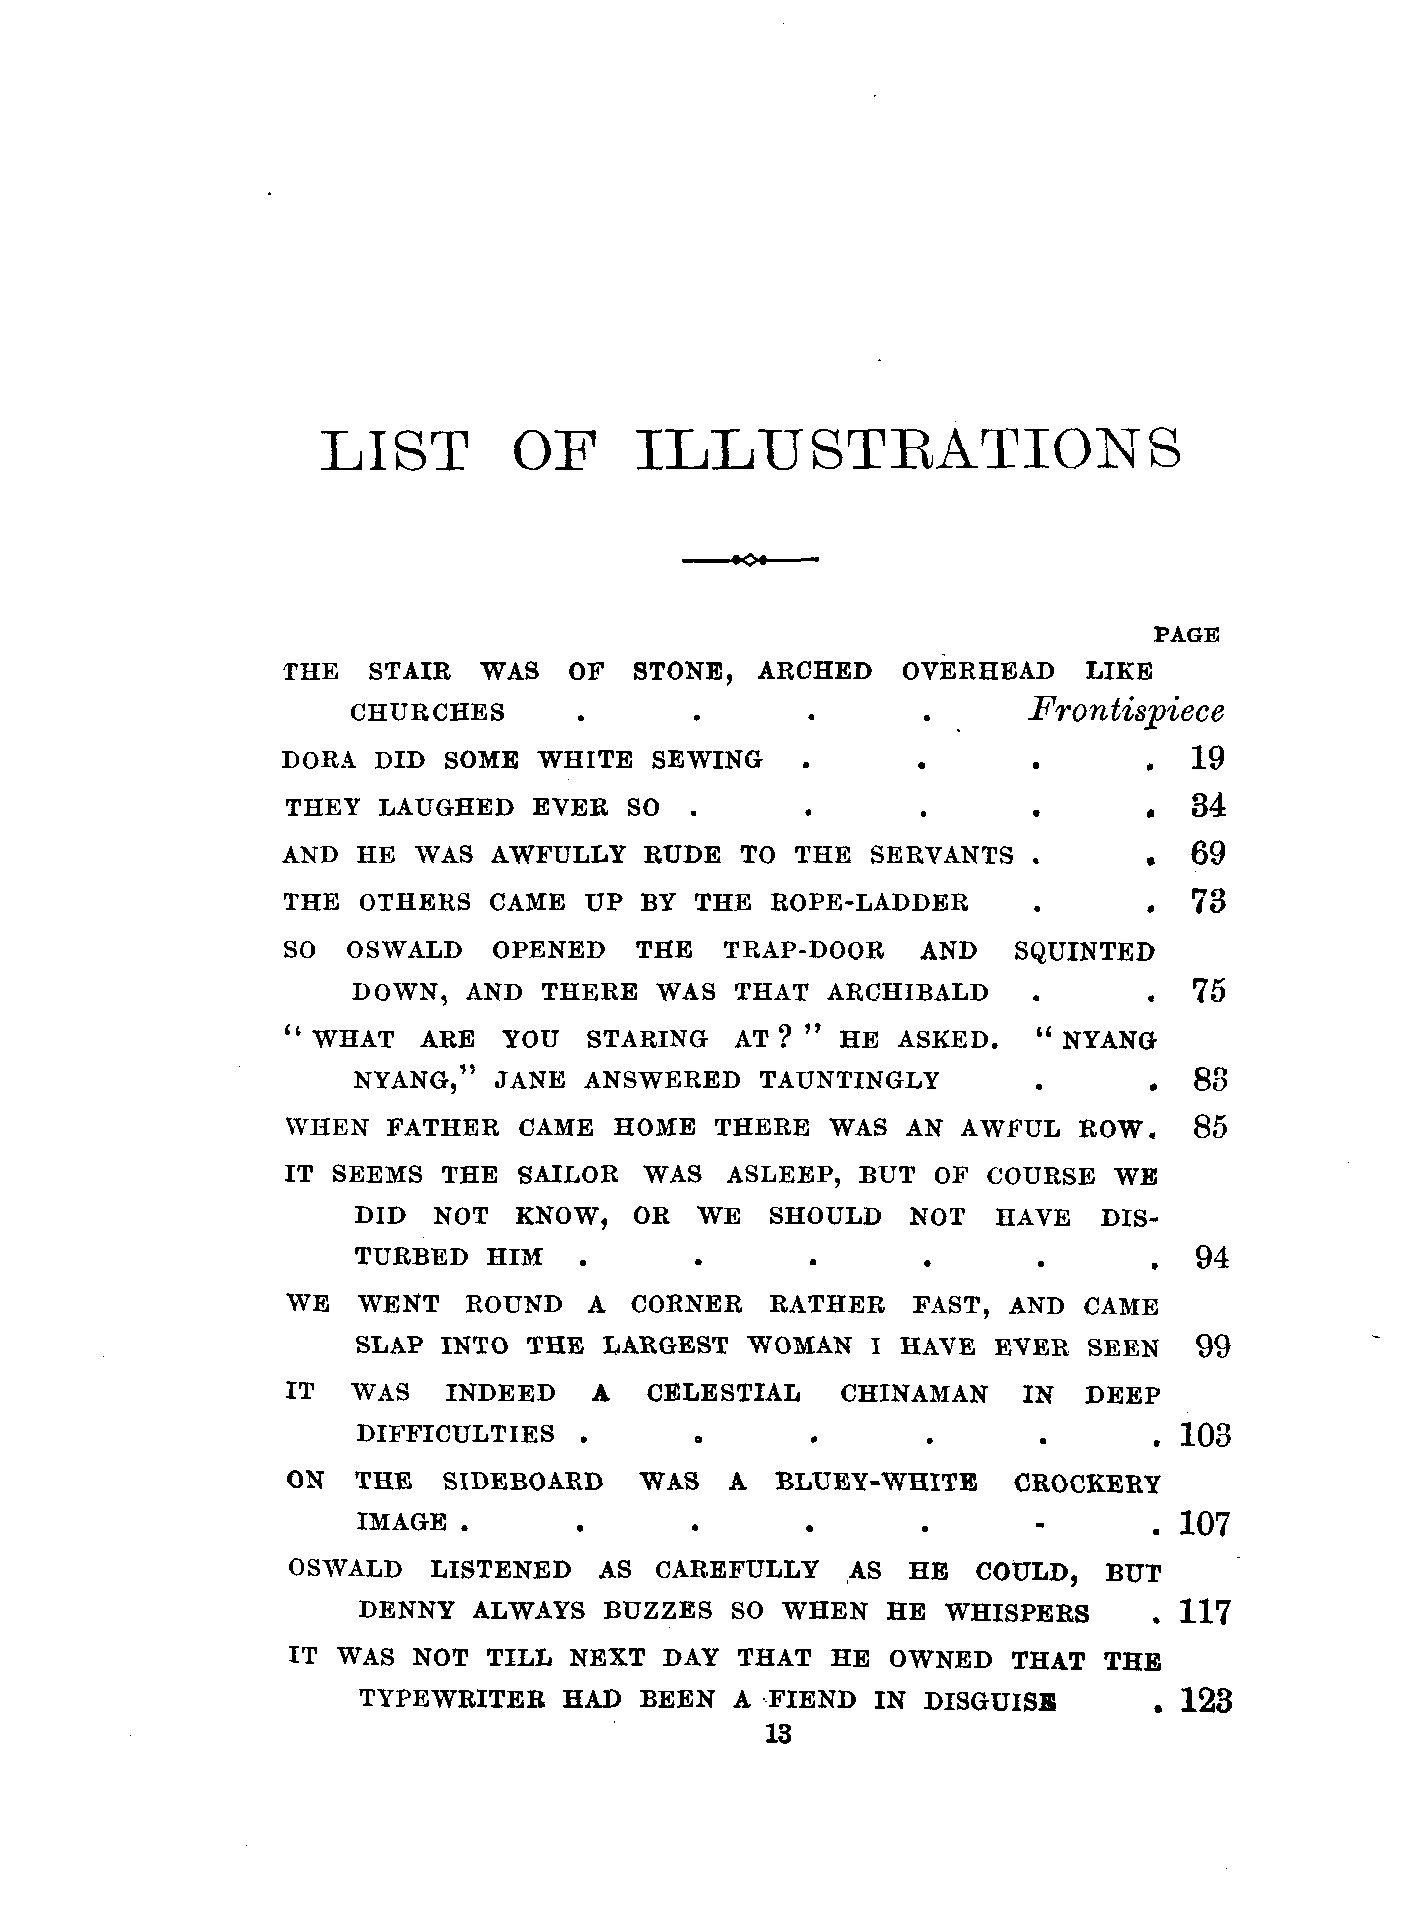 LIST OF ILLUSTRATIONS
PAGE
THE STAIR WAS OF STONE, ARCHED OVERHEAD LIKE
CHURCHES . . . . Frontispiece
DORA DID SOME WHITE SEWING . . . . 19
THEY LAUGHED EVER SO . . . . . 34
AND HE WAS AWFULLY RUDE TO THE SERVANTS . . 69
THE OTHERS CAME UP BY THE ROPE-LADDER . . 73
SO OSWALD OPENED THE TRAP-DOOR AND SQUINTED
DOWN, AND THERE WAS THAT ARCHIBALD . . 75
"WHAT ARE YOU STARING AT?" HE ASKED. "NYANG
NYANG," JANE ANSWERED TAUNTINGLY . . 83
WHEN FATHER CAME HOME THERE WAS AN AWFUL ROW. 85
IT SEEMS THE SAILOR WAS ASLEEP, BUT OF COURSE WE
DID NOT KNOW, OR WE SHOULD NOT HAVE DIS-
TURBED HIM . . . . . . 94
WE WENT ROUND A CORNER RATHER FAST, AND CAME
SLAP INTO THE LARGEST WOMAN I HAVE EVER SEEN 99
IT WAS INDEED A CELESTIAL CHINAMAN IN DEEP
DIFFICULTIES . . . . . . 103
ON THE SIDEBOARD WAS A BLUEY-WHITE CROCKERY
IMAGE . . . . . - . 107
OSWALD LISTENED AS CAREFULLY AS HE COULD, BUT
DENNY ALWAYS BUZZES SO WHEN HE WHISPERS . 117
IT WAS NOT TILL NEXT DAY THAT HE OWNED THAT THE
TYPEWRITER HAD BEEN A FIEND IN DISGUISE . 123
13